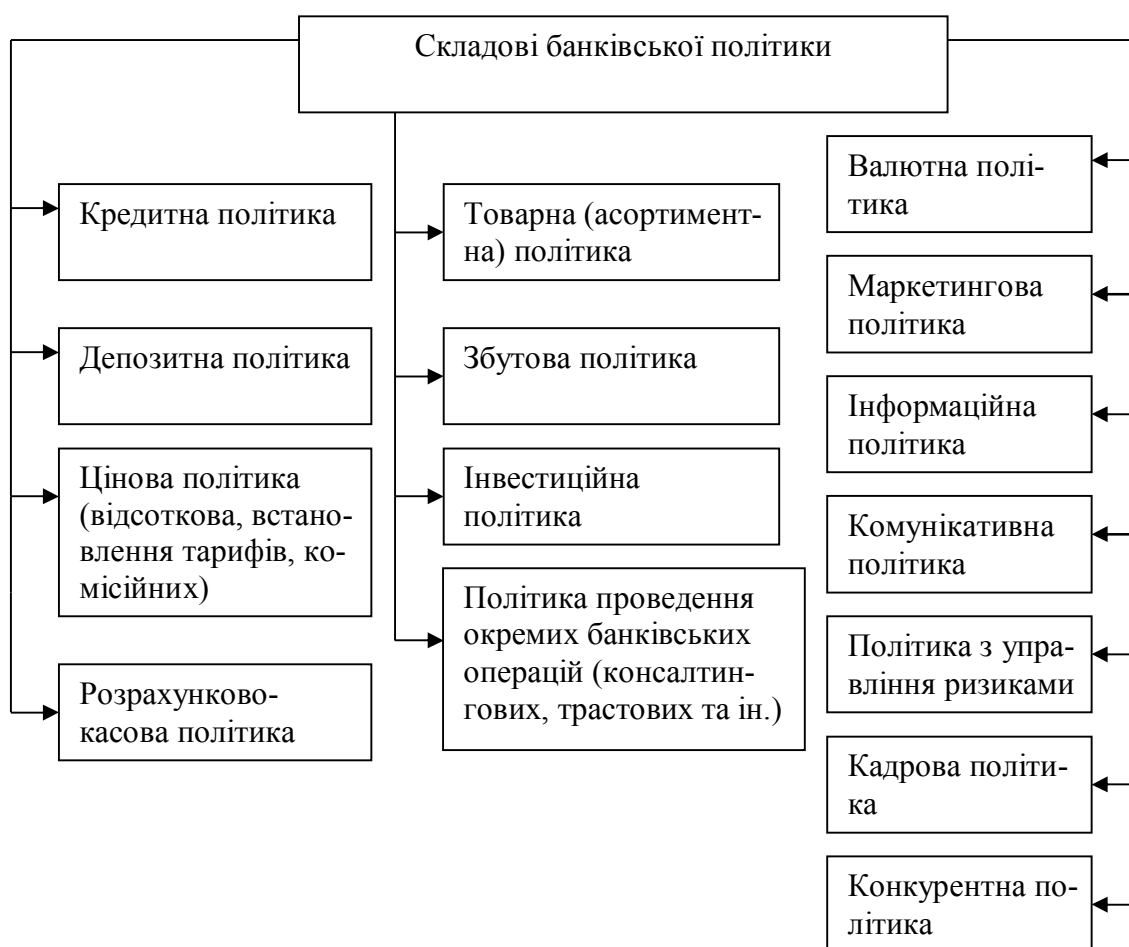 Складові банківської політики
Кредитна політика
Депозитна політика
Цінова політика
(відсоткова, встано-
влення тарифів, ко-
місійних)
Розрахунково-
касова політика
Товарна (асортимент-
на) політика
Збутова політика
Інвестиційна
політика
Політика проведення
окремих банківських
операцій (консалтин-
гових, трастових та ін.)
Валютна полі-
тика
Маркетингова
політика
Інформаційна
політика
Комунікативна
політика
Політика з упра-
вління ризиками
Кадрова політи-
ка
Конкурентна по-
літика